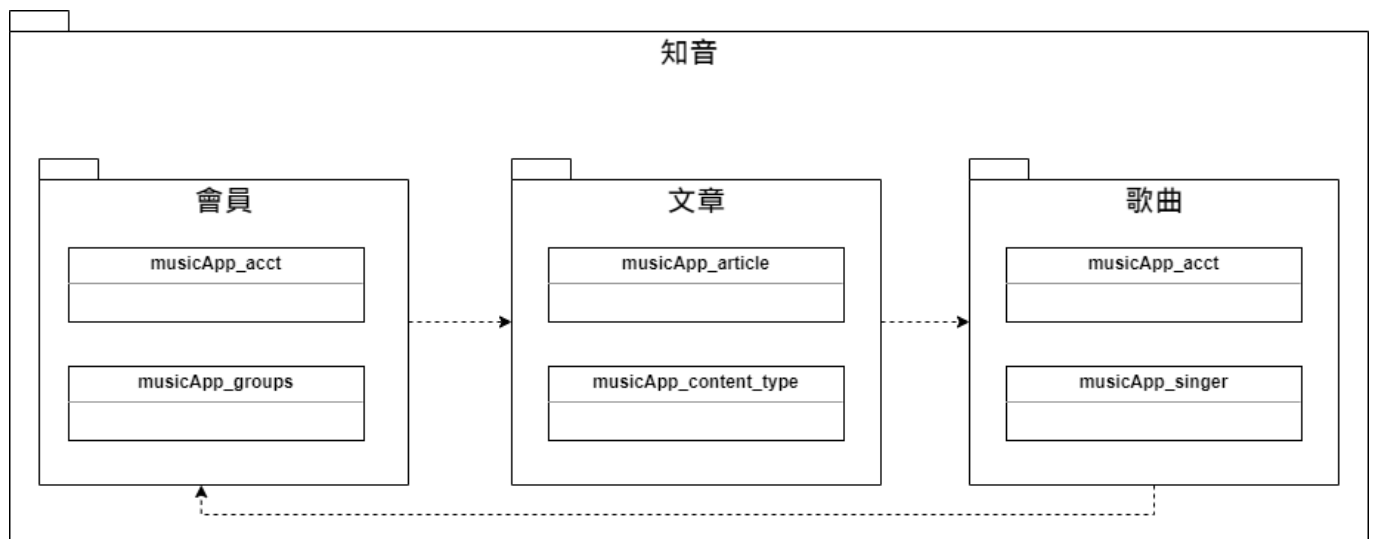 知音
會員
musicApp_acct
musicApp_groups
文章
musicApp_article
musicApp_content_type
歌曲
musicApp_acct
musicApp_singer